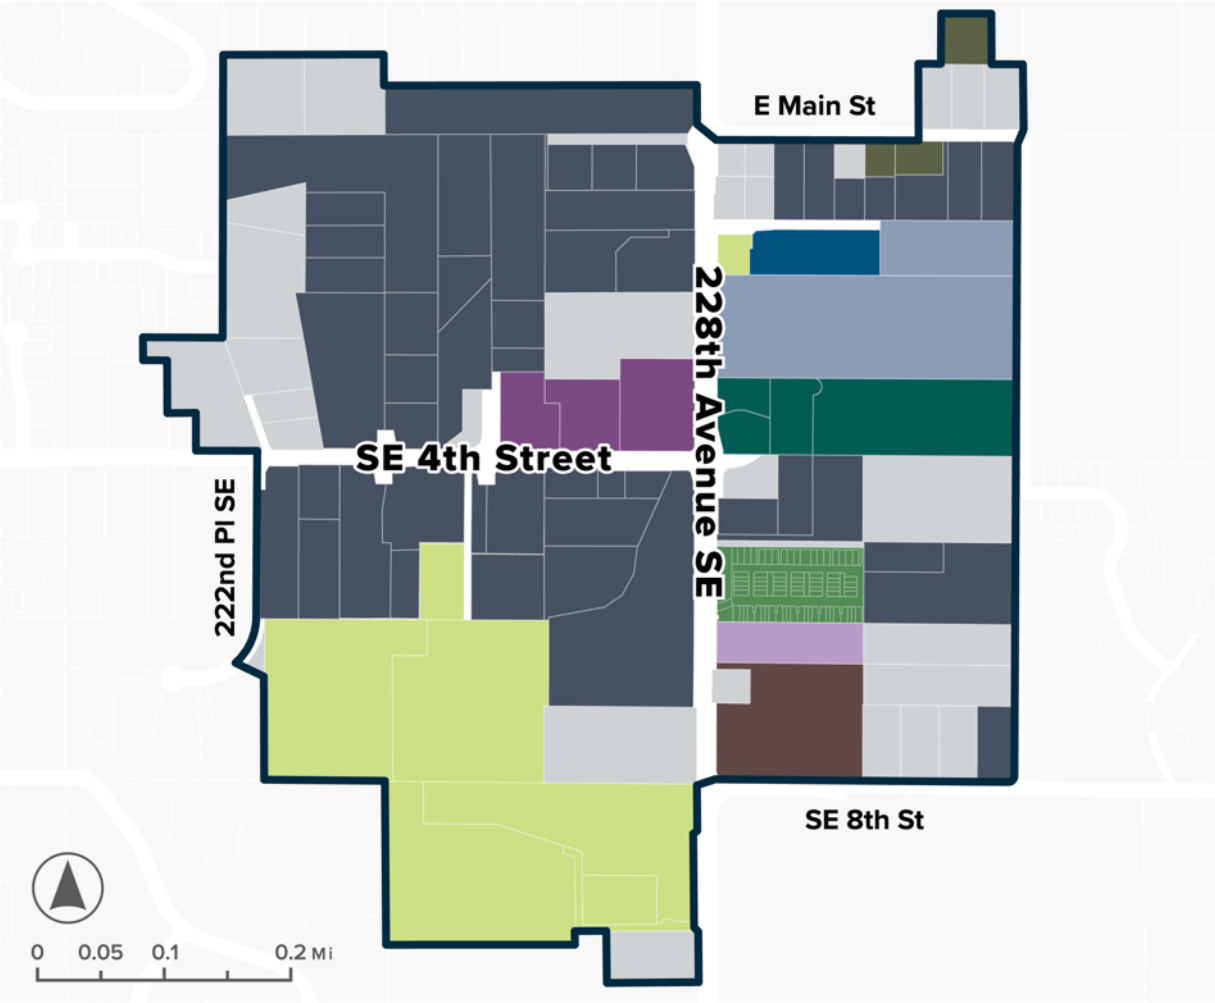 E Main St
228th Avenue SE
SE 4th Street
222nd Pl SE
SE 8th St
0 0.05 0.1 0.2 Mi